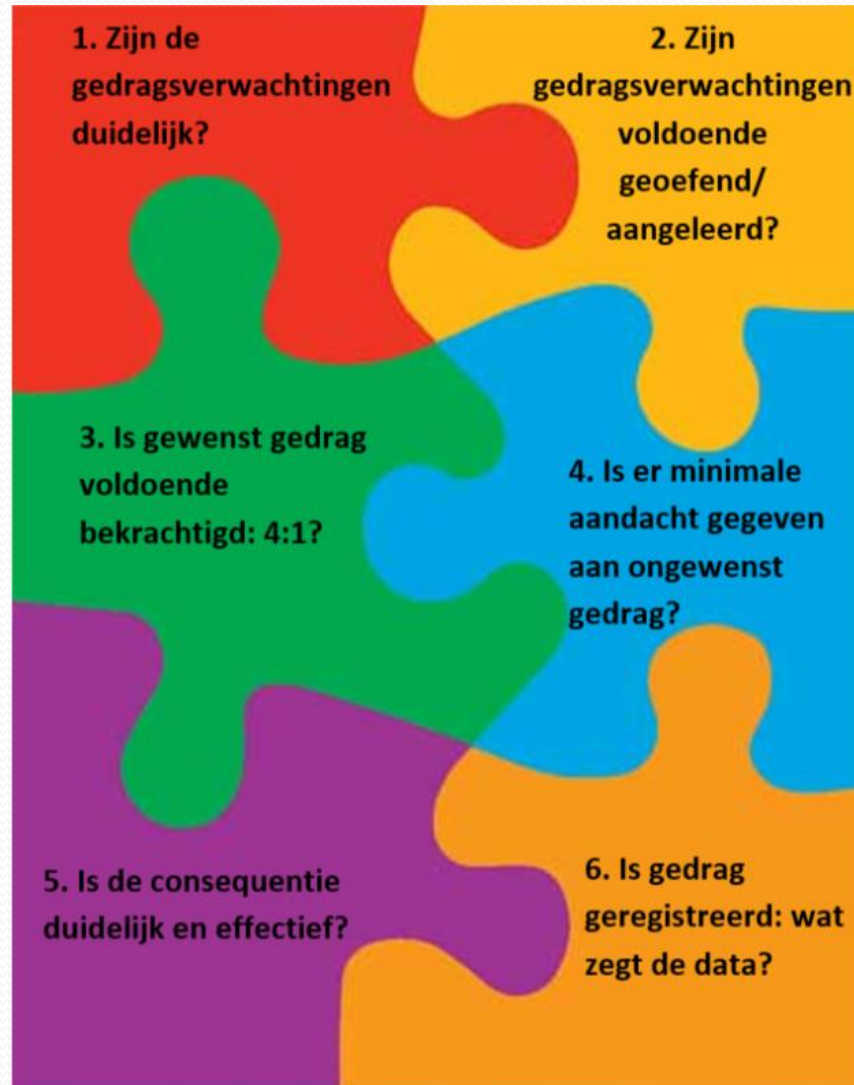 1. Zijn de
gedragsverwachtingen
duidelijk?
2. Zijn
gedragsverwachtingen
voldoende
geoefend/
aangeleerd?
3. Is gewenst gedrag
voldoende
bekrachtigd: 4:1?
4. Is er minimale
aandacht gegeven
aan ongewenst
gedrag?
5. Is de consequentie
duidelijk en effectief?
6. Is gedrag
geregistreerd: wat
zegt de data?